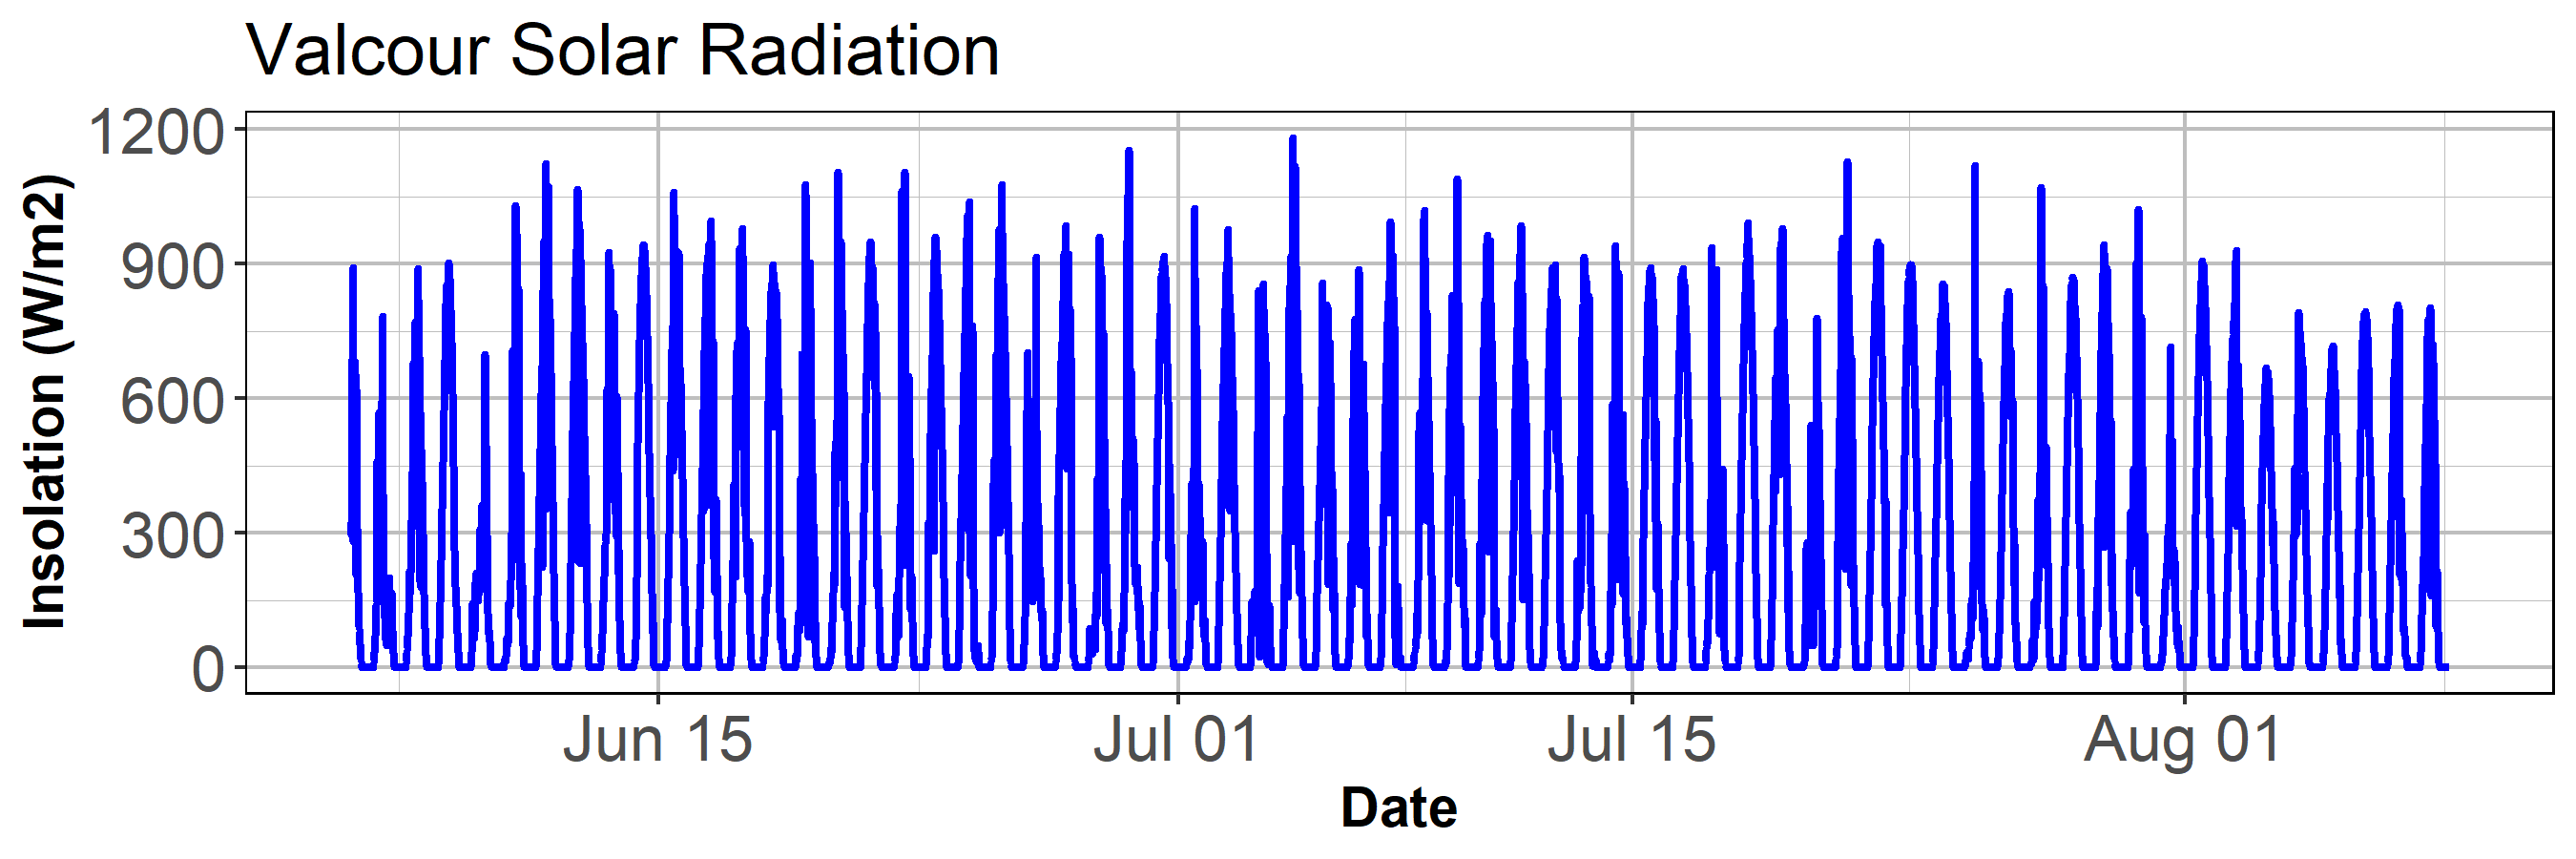 Valcour Solar Radiation
1200
900
600
300
0
Insolation (W/m2)
Jun 15
Jul 01
Jul 15
Aug 01
Date